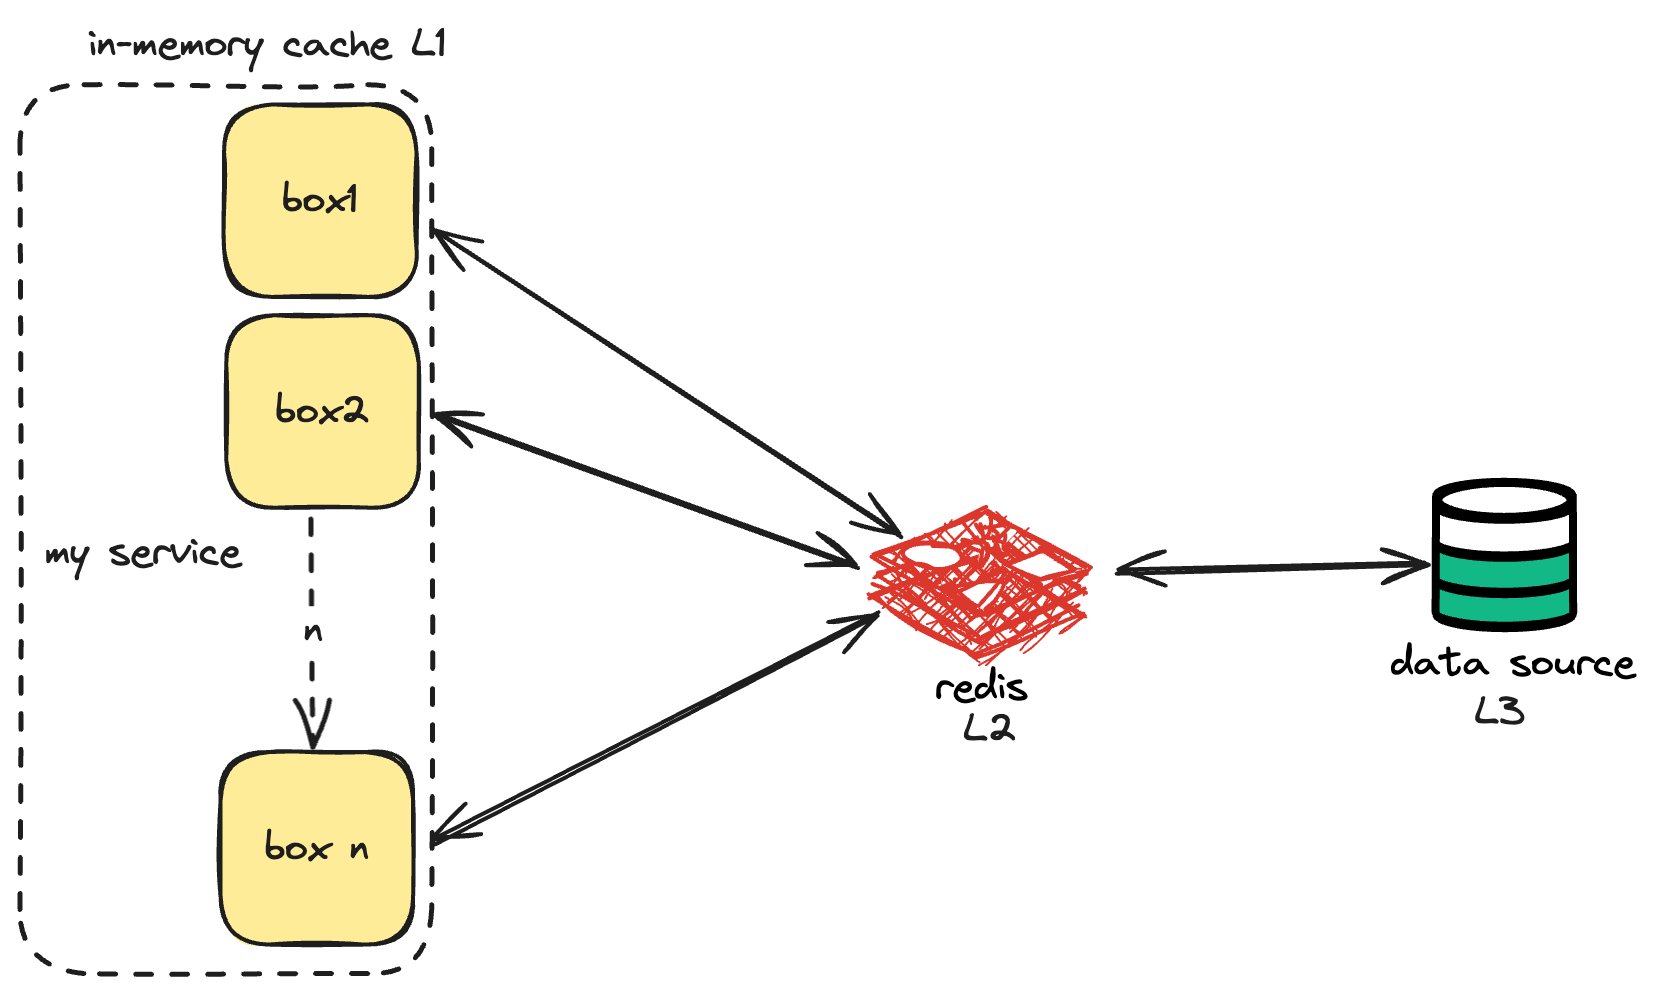 in-memory cache L1
box1
box2
my service
n
box n
redis
L2
data source
L3